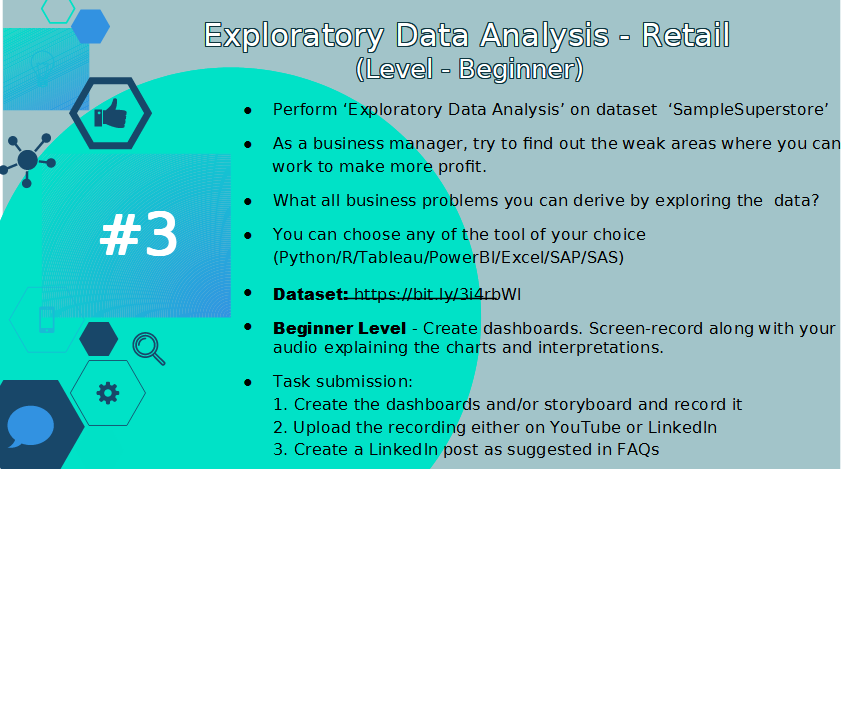 Exploratory Data Analysis - Retail
(Level - Beginner)
#3
● Perform ‘Exploratory Data Analysis’ on dataset ‘SampleSuperstore’
● As a business manager, try to find out the weak areas where you can
work to make more profit.
● What all business problems you can derive by exploring the data?
● You can choose any of the tool of your choice
(Python/R/Tableau/PowerBI/Excel/SAP/SAS)
● Dataset: https://bit.ly/3i4rbWl
● Beginner Level - Create dashboards. Screen-record along with your
audio explaining the charts and interpretations.
● Task submission:
1. Create the dashboards and/or storyboard and record it
2. Upload the recording either on YouTube or LinkedIn
3. Create a LinkedIn post as suggested in FAQs